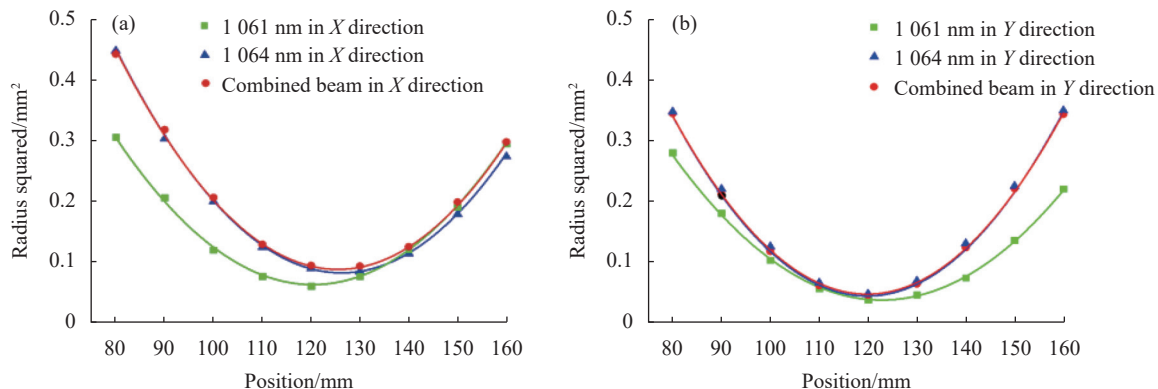 (a)
1 061 nm in X direction
1 064 nm in X direction
Combined beam in X direction
Radius squared/mm²
0.5
0.4
0.3
0.2
0.1
0
80 90 100 110 120 130 140 150 160
Position/mm
(b)
1 061 nm in Y direction
1 064 nm in Y direction
Combined beam in Y direction
Radius squared/mm²
0.5
0.4
0.3
0.2
0.1
0
80 90 100 110 120 130 140 150 160
Position/mm